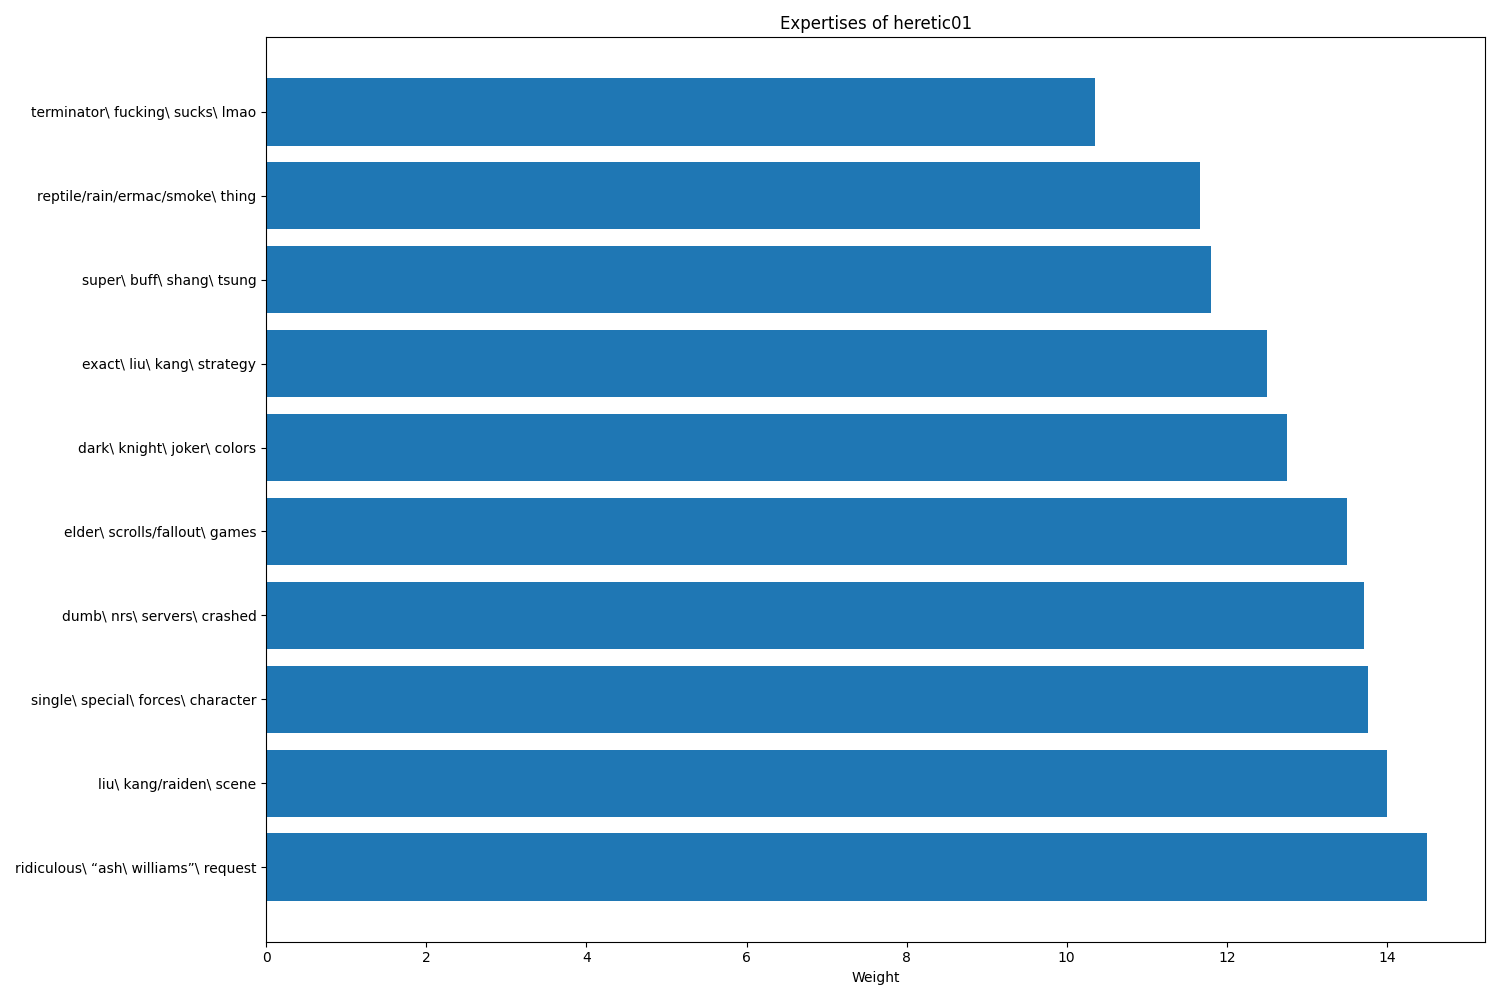 Expertises of heretic01
terminator\ fucking\ sucks\ lmao
reptile/rain/ermac/smoke\ thing
super\ buff\ shang\ tsung
exact\ liu\ kang\ strategy
dark\ knight\ joker\ colors
elder\ scrolls/fallout\ games
dumb\ nrs\ servers\ crashed
single\ special\ forces\ character
liu\ kang/raiden\ scene
ridiculous\ “ash\ williams”\ request
0 2 4 6 8 10 12 14
Weight